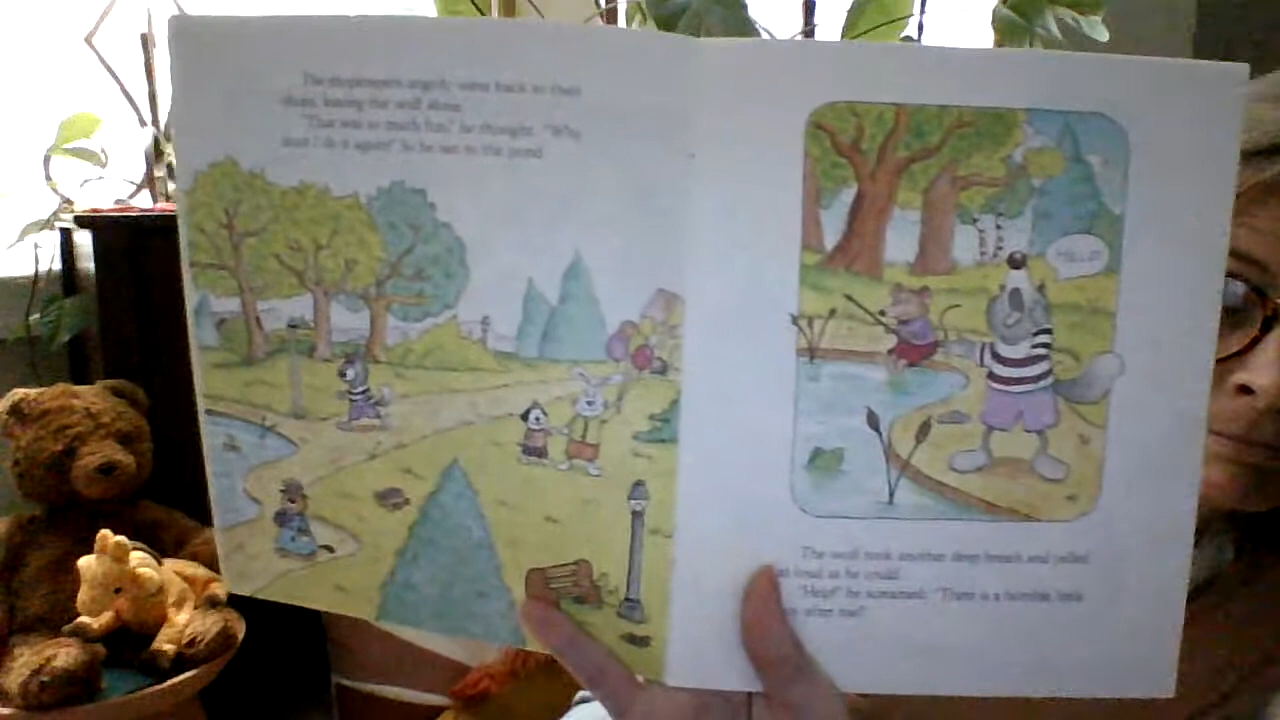 The shopkeepers angrily went back to their
shops, leaving the wolf alone.
"That was so much fun," he thought. "Why
don't I do it again?" So he ran to the pond.
HELLP!
The wolf took another deep breath and yelled
as loud as he could.
"Help!" he screamed. "There is a horrible
after me!"